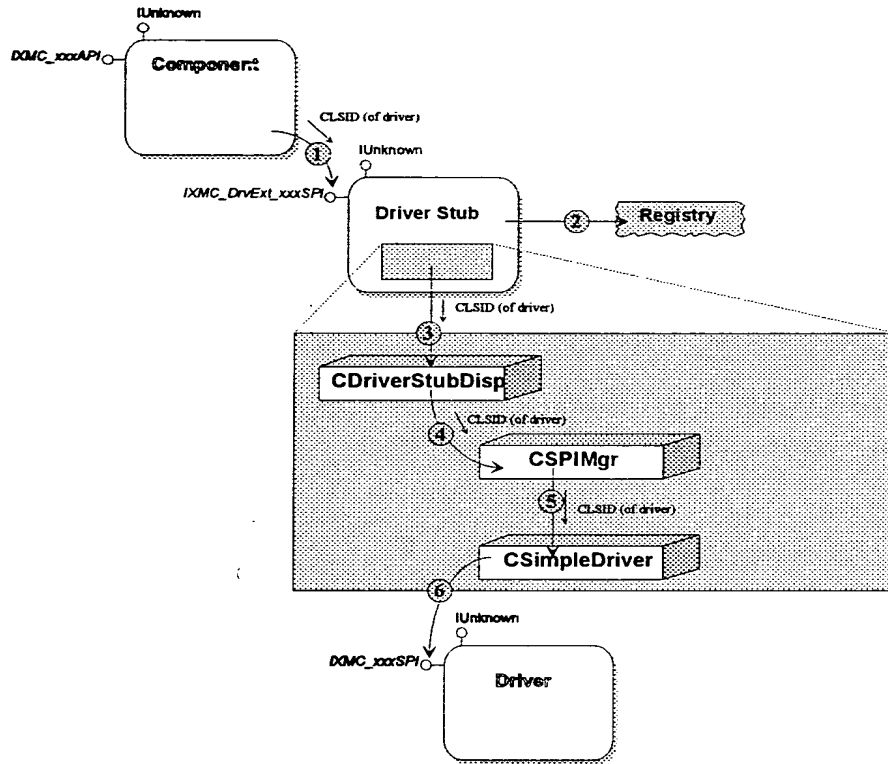 IUnknown
IXMC_xxxAPI
Component
CLSID (of driver)
1
IUnknown
IXMC_DrvExt_xxxSPI
Driver Stub
2
Registry
CLSID (of driver)
3
CDriverStubDisp
CLSID (of driver)
4
CSPIMgr
5
CLSID (of driver)
CSimpleDriver
6
IUnknown
IXMC_xxxSPI
Driver